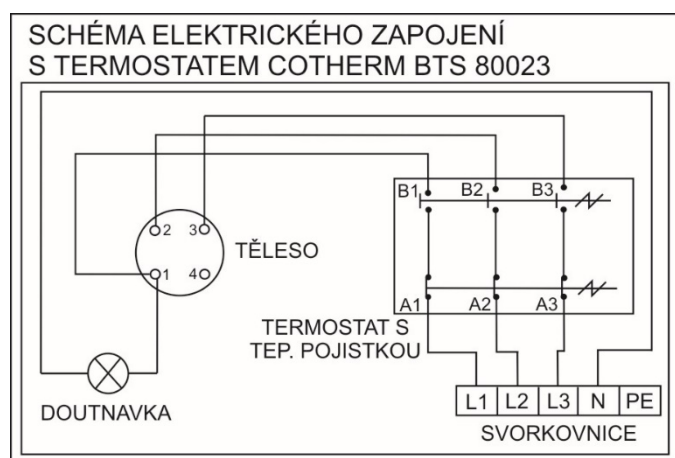 SCHÉMA ELEKTRICKÉHO ZAPOJENÍ
S TERMOSTATEM COTHERM BTS 80023
B1 B2 B3
2 3
TĚLESO
1 4
A1 A2 A3
TERMOSTAT S
TEP. POJISTKOU
L1 L2 L3 N PE
DOUTNAVKA
SVORKOVNICE